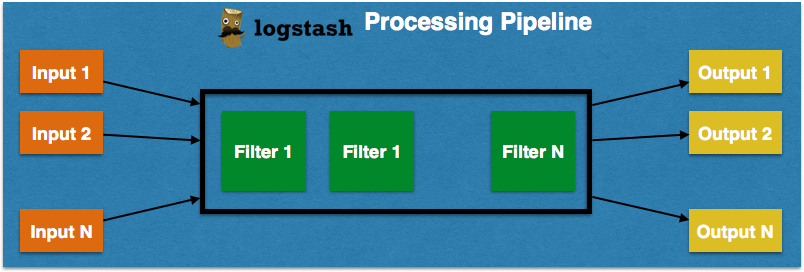 logstash Processing Pipeline
Input 1
Output 1
Input 2
Filter 1
Filter 1
Filter N
Output 2
Input N
Output N